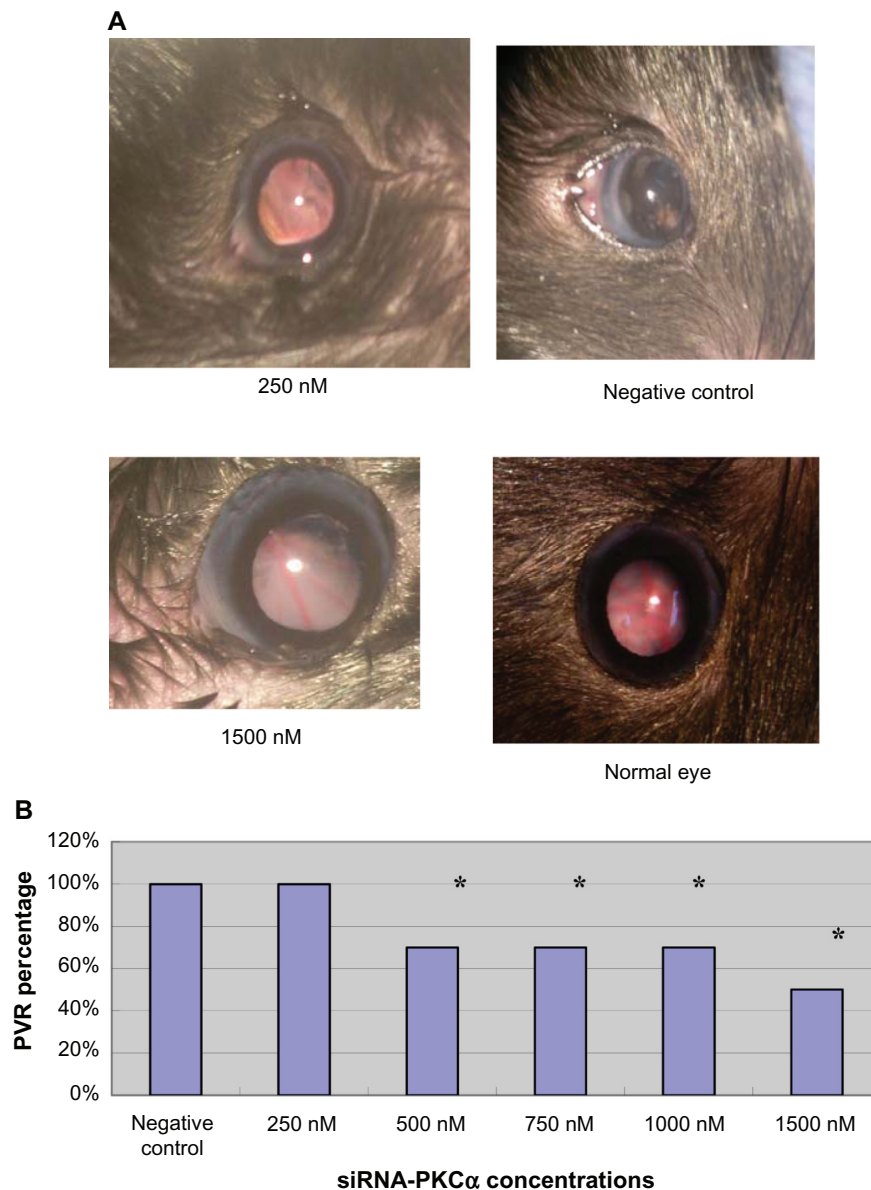 A
250 nM
Negative control
1500 nM
Normal eye
B
PVR percentage
120%
100%
80%
60%
40%
20%
0%
*
*
*
*
Negative
control
250 nM
500 nM
750 nM
1000 nM
1500 nM
siRNA-PKCα concentrations